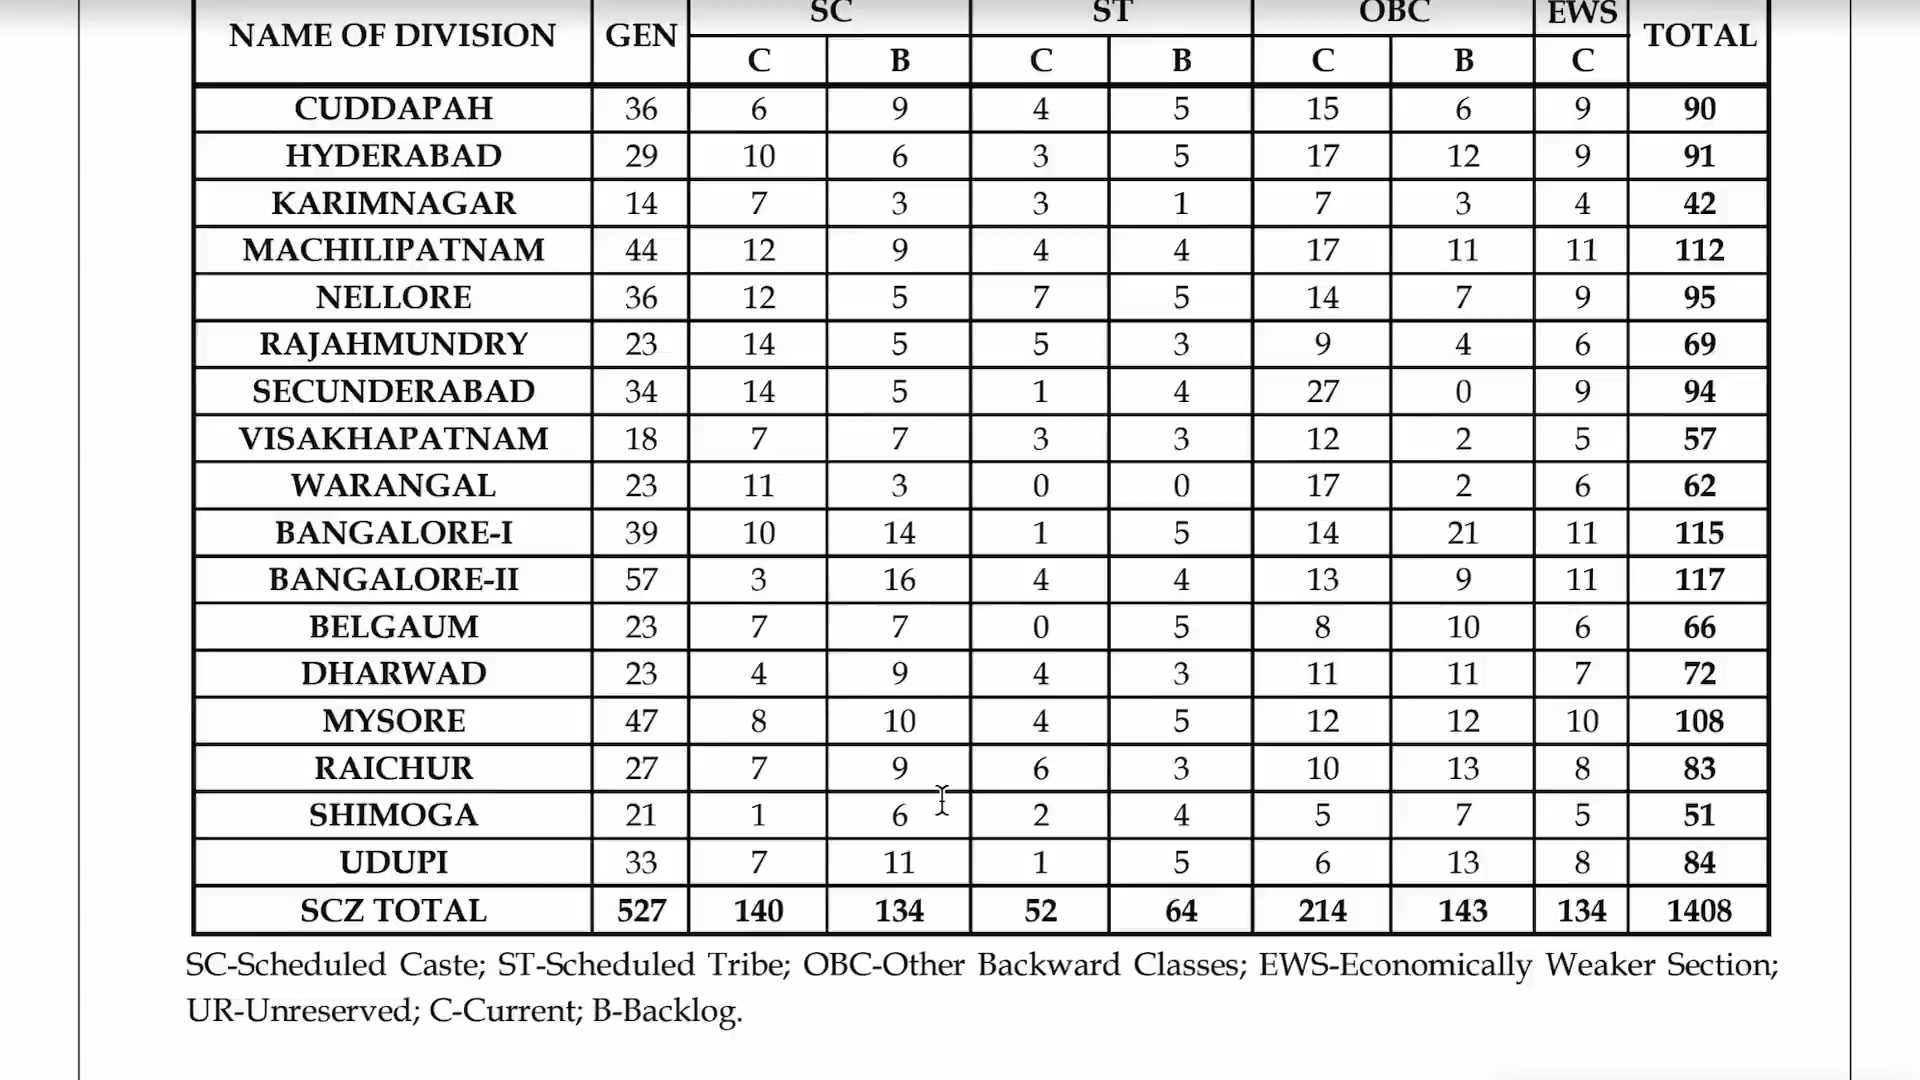 NAME OF DIVISION GEN SC ST OBC EWS TOTAL
C B C B C B C
CUDDAPAH 36 6 9 4 5 15 6 9 90
HYDERABAD 29 10 6 3 5 17 12 9 91
KARIMNAGAR 14 7 3 3 1 7 3 4 42
MACHILIPATNAM 44 12 9 4 4 17 11 11 112
NELLORE 36 12 5 7 5 14 7 9 95
RAJAHMUNDRY 23 14 5 5 3 9 4 6 69
SECUNDERABAD 34 14 5 1 4 27 0 9 94
VISAKHAPATNAM 18 7 7 3 3 12 2 5 57
WARANGAL 23 11 3 0 0 17 2 6 62
BANGALORE-I 39 10 14 1 5 14 21 11 115
BANGALORE-II 57 3 16 4 4 13 9 11 117
BELGAUM 23 7 7 0 5 8 10 6 66
DHARWAD 23 4 9 4 3 11 11 7 72
MYSORE 47 8 10 4 5 12 12 10 108
RAICHUR 27 7 9 6 3 10 13 8 83
SHIMOGA 21 1 6 2 4 5 7 5 51
UDUPI 33 7 11 1 5 6 13 8 84
SCZ TOTAL 527 140 134 52 64 214 143 134 1408
SC-Scheduled Caste; ST-Scheduled Tribe; OBC-Other Backward Classes; EWS-Economically Weaker Section;
UR-Unreserved; C-Current; B-Backlog.